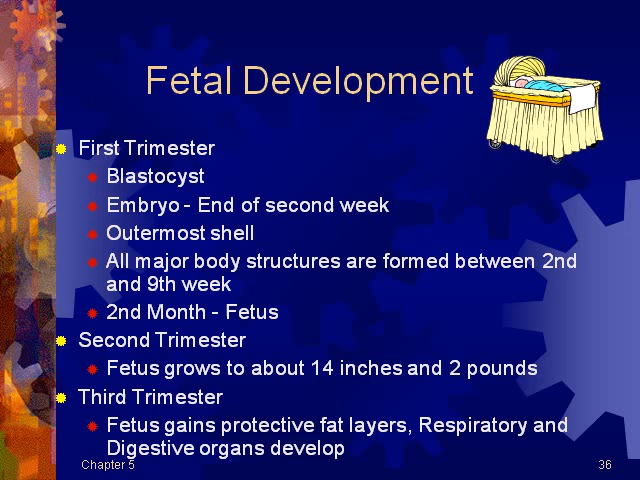 Fetal Development
First Trimester
Blastocyst
Embryo - End of second week
Outermost shell
All major body structures are formed between 2nd
and 9th week
2nd Month - Fetus
Second Trimester
Fetus grows to about 14 inches and 2 pounds
Third Trimester
Fetus gains protective fat layers, Respiratory and
Digestive organs develop
Chapter 5
36